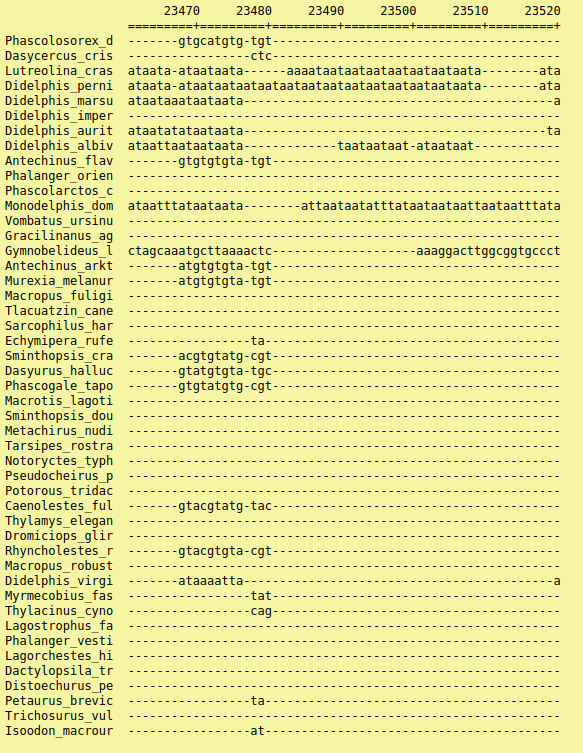 23470     23480     23490     23500     23510     23520
                 =========+=========+=========+=========+=========+=========+
Phascolosorex_d  -------gtgcatgtg-tgt----------------------------------------
Dasycercus_cris  -----------------ctc----------------------------------------
Lutreolina_cras  ataata-ataataata------aaaataataataataataataataata--------ata
Didelphis_perni  ataata-ataataataataataataataataataataataataataata--------ata
Didelphis_marsu  ataataaataataata-------------------------------------------a
Didelphis_imper  ------------------------------------------------------------
Didelphis_aurit  ataatatataataata------------------------------------------ta
Didelphis_albiv  ataattaataataata-------------taataataat-ataataat------------
Antechinus_flav  -------gtgtgtgta-tgt----------------------------------------
Phalanger_orien  ------------------------------------------------------------
Phascolarctos_c  ------------------------------------------------------------
Monodelphis_dom  ataatttataataata--------attaataatatttataataataattaataatttata
Vombatus_ursinu  ------------------------------------------------------------
Gracilinanus_ag  ------------------------------------------------------------
Gymnobelideus_l  ctagcaaatgcttaaaactc--------------------aaaggacttggcggtgccct
Antechinus_arkt  -------atgtgtgta-tgt----------------------------------------
Murexia_melanur  -------atgtgtgta-tgt----------------------------------------
Macropus_fuligi  ------------------------------------------------------------
Tlacuatzin_cane  ------------------------------------------------------------
Sarcophilus_har  ------------------------------------------------------------
Echymipera_rufe  -----------------ta-----------------------------------------
Sminthopsis_cra  -------acgtgtatg-cgt----------------------------------------
Dasyurus_halluc  -------gtatgtgta-tgc----------------------------------------
Phascogale_tapo  -------gtgtatgtg-cgt----------------------------------------
Macrotis_lagoti  ------------------------------------------------------------
Sminthopsis_dou  ------------------------------------------------------------
Metachirus_nudi  ------------------------------------------------------------
Tarsipes_rostra  ------------------------------------------------------------
Notoryctes_typh  ------------------------------------------------------------
Pseudocheirus_p  ------------------------------------------------------------
Potorous_tridac  ------------------------------------------------------------
Caenolestes_ful  -------gtacgtatg-tac----------------------------------------
Thylamys_elegan  ------------------------------------------------------------
Dromiciops_glir  ------------------------------------------------------------
Rhyncholestes_r  -------gtacgtgta-cgt----------------------------------------
Macropus_robust  ------------------------------------------------------------
Didelphis_virgi  -------ataaaatta-------------------------------------------a
Myrmecobius_fas  -----------------tat----------------------------------------
Thylacinus_cyno  -----------------cag----------------------------------------
Lagostrophus_fa  ------------------------------------------------------------
Phalanger_vesti  ------------------------------------------------------------
Lagorchestes_hi  ------------------------------------------------------------
Dactylopsila_tr  ------------------------------------------------------------
Distoechurus_pe  ------------------------------------------------------------
Petaurus_brevic  -----------------ta-----------------------------------------
Trichosurus_vul  ------------------------------------------------------------
Isoodon_macrour  -----------------at-----------------------------------------